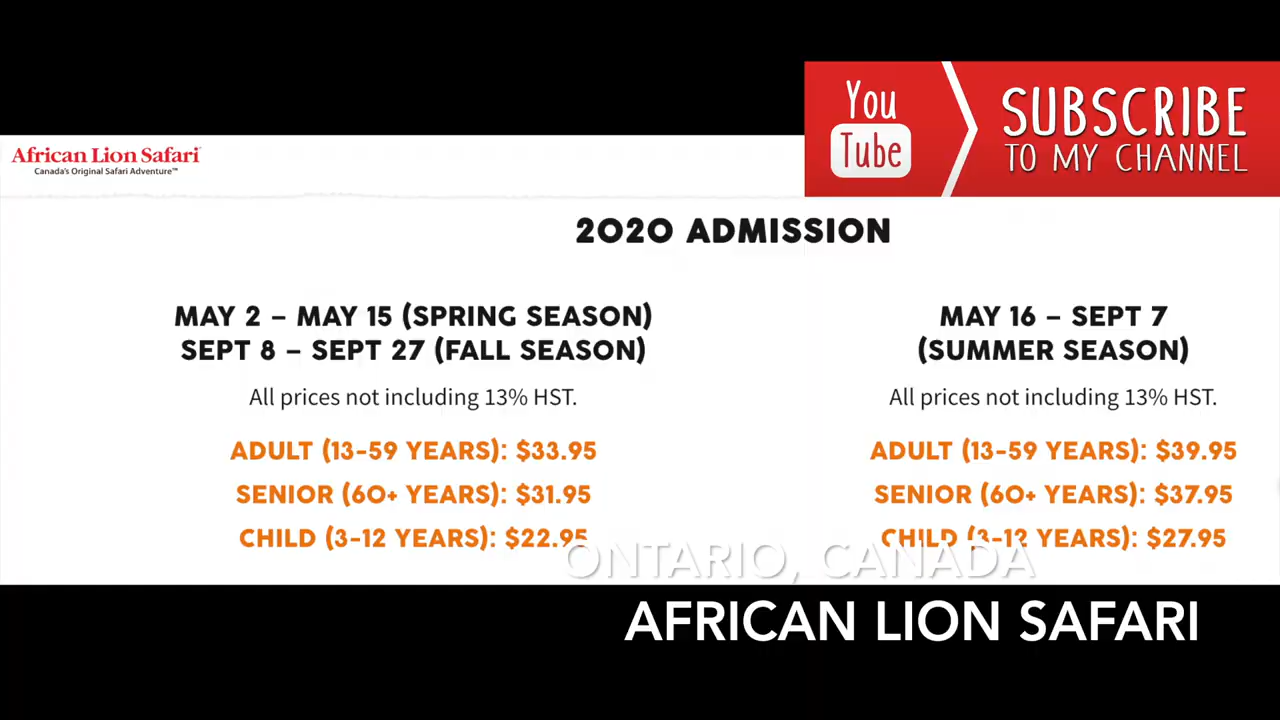 You
Tube
SUBSCRIBE
TO MY CHANNEL
African Lion Safari
Canada's Original Safari Adventure™
2020 ADMISSION
MAY 2 – MAY 15 (SPRING SEASON)
SEPT 8 – SEPT 27 (FALL SEASON)
All prices not including 13% HST.
ADULT (13-59 YEARS): $33.95
SENIOR (60+ YEARS): $31.95
CHILD (3-12 YEARS): $22.95
MAY 16 – SEPT 7
(SUMMER SEASON)
All prices not including 13% HST.
ADULT (13-59 YEARS): $39.95
SENIOR (60+ YEARS): $37.95
CHILD (3-12 YEARS): $27.95
ONTARIO, CANADA
AFRICAN LION SAFARI